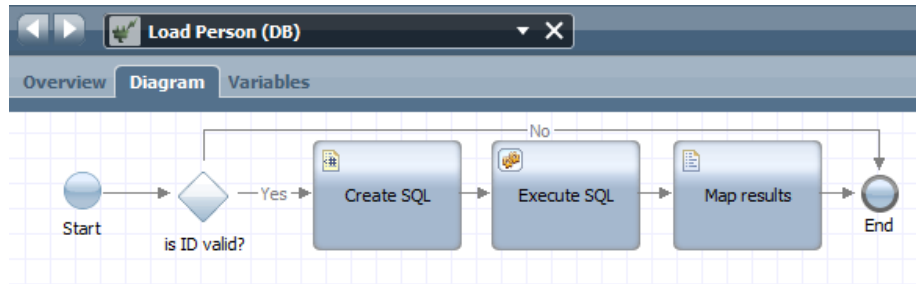 Load Person (DB)
Overview Diagram Variables
No
Yes
Create SQL
Execute SQL
Map results
Start
is ID valid?
End